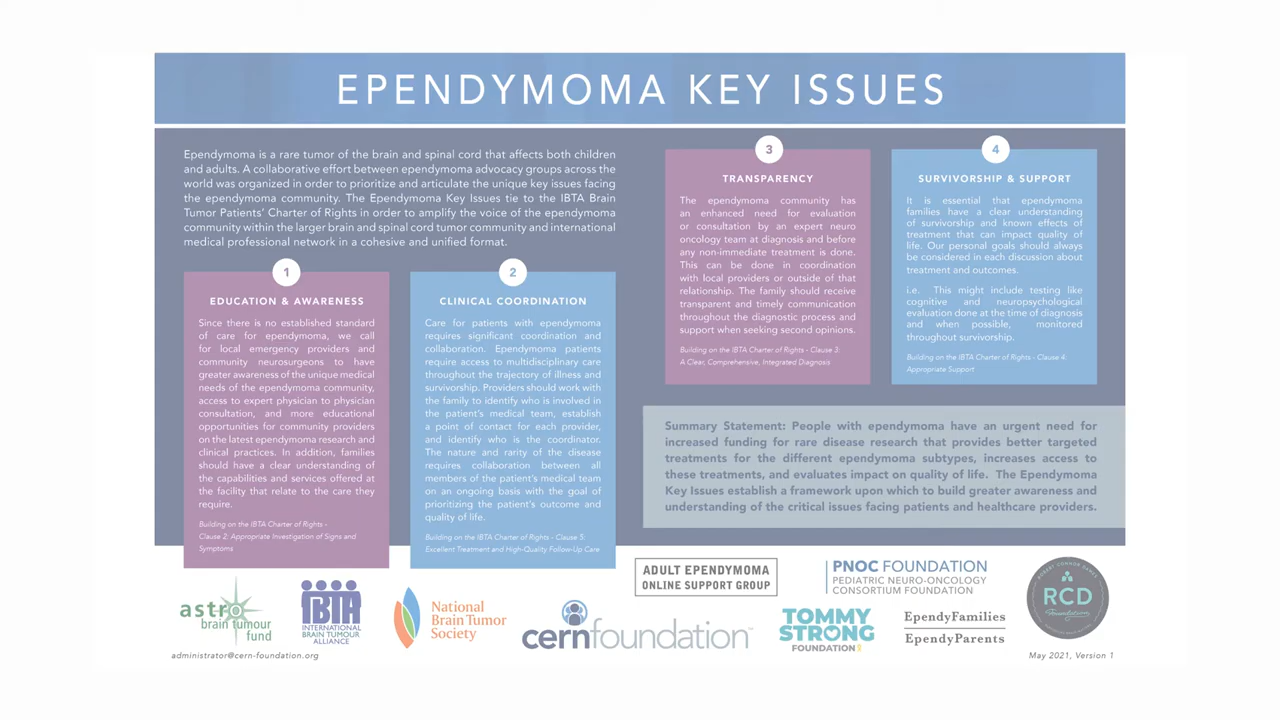 EPENDYMOMA KEY ISSUES
Ependymoma is a rare tumor of the brain and spinal cord that affects both children
and adults. A collaborative effort between ependymoma advocacy groups across the
world was organized in order to prioritize and articulate the unique key issues facing
the ependymoma community. The Ependymoma Key Issues tie to the IBTA Brain
Tumor Patients' Charter of Rights in order to amplify the voice of the ependymoma
community within the larger brain and spinal cord tumor community and international
medical professional network in a cohesive and unified format.
1
EDUCATION & AWARENESS
Since there is no established standard
of care for ependymoma, we call
for local emergency providers and
community neurosurgeons to have
greater awareness of the unique medical
needs of the ependymoma community,
access to expert physician to physician
consultation, and more educational
opportunities for community providers
on the latest ependymoma research and
clinical practices. In addition, families
should have a clear understanding of
the capabilities and services offered at
the facility that relate to the care they
require.
Building on the IBTA Charter of Rights -
Clause 2: Appropriate Investigation of Signs and
Symptoms
2
CLINICAL COORDINATION
Care for patients with ependymoma
requires significant coordination and
collaboration. Ependymoma patients
require access to multidisciplinary care
throughout the trajectory of illness and
survivorship. Providers should work with
the family to identify who is involved in
the patient's medical team, establish
a point of contact for each provider,
and identify who is the coordinator.
The nature and rarity of the disease
requires collaboration between all
members of the patient's medical team
on an ongoing basis with the goal of
prioritizing the patient's outcome and
quality of life.
Building on the IBTA Charter of Rights - Clause 5:
Excellent Treatment and High-Quality Follow-Up Care
3
TRANSPARENCY
The ependymoma community has
an enhanced need for evaluation
or consultation by an expert neuro
oncology team at diagnosis and before
any non-immediate treatment is done.
This can be done in coordination
with local providers or outside of that
relationship. The family should receive
transparent and timely communication
throughout the diagnostic process and
support when seeking second opinions.
Building on the IBTA Charter of Rights - Clause 3:
A Clear, Comprehensive, Integrated Diagnosis
4
SURVIVORSHIP & SUPPORT
It is essential that ependymoma
families have a clear understanding
of survivorship and known effects of
treatment that can impact quality of
life. Our personal goals should always
be considered in each discussion about
treatment and outcomes.
i.e. This might include testing like
cognitive and neuropsychological
evaluation done at the time of diagnosis
and when possible, monitored
throughout survivorship.
Building on the IBTA Charter of Rights - Clause 4:
Appropriate Support
Summary Statement: People with ependymoma have an urgent need for
increased funding for rare disease research that provides better targeted
treatments for the different ependymoma subtypes, increases access to
these treatments, and evaluates impact on quality of life. The Ependymoma
Key Issues establish a framework upon which to build greater awareness and
understanding of the critical issues facing patients and healthcare providers.
astro
brain tumour
fund
IBTA
INTERNATIONAL
BRAIN TUMOUR
ALLIANCE
National
Brain Tumor
Society
cernfoundation™
ADULT EPENDYMOMA
ONLINE SUPPORT GROUP
PNOC FOUNDATION
PEDIATRIC NEURO-ONCOLOGY
CONSORTIUM FOUNDATION
TOMMY
STRONG
FOUNDATION
EpendyFamilies
EpendyParents
ROBERT CONNOR DAWES
RCD
Foundation
administrator@cern-foundation.org
May 2021, Version 1